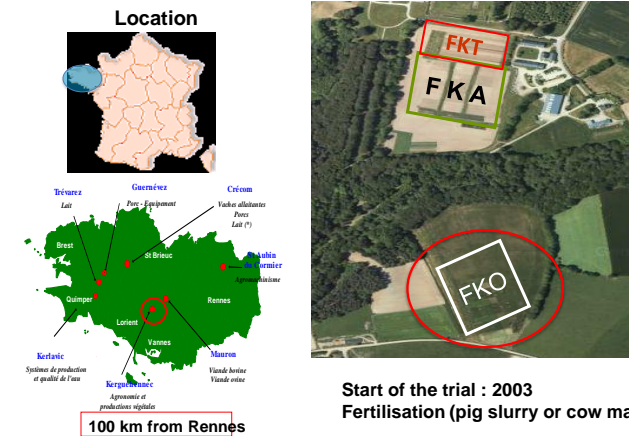 Location
Trévarez
Lait
Guernévez
Porc - Equipement
Crécom
Vaches allaitantes
Porcs
Lait (*)
Brest
St Brieuc
St Aubin
du Cormier
Agromachinisme
Quimper
Rennes
Lorient
Vannes
Kerlavic
Systèmes de production
et qualité de l'eau
Kerguéhennec
Agronomie et
productions végétales
Mauron
Viande bovine
Viande ovine
100 km from Rennes
FKT
FKA
FKO
Start of the trial : 2003
Fertilisation (pig slurry or cow ma